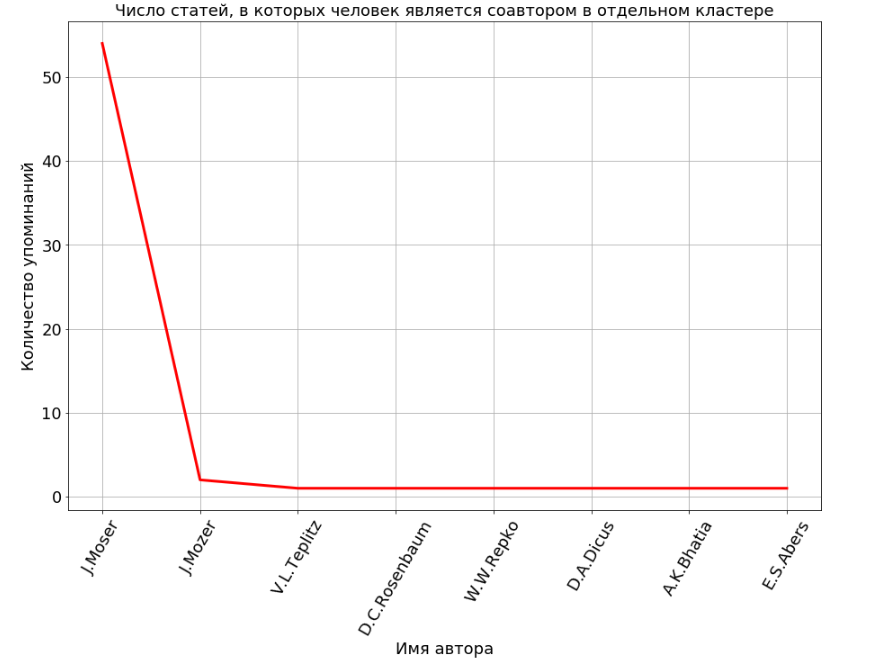 Число статей, в которых человек является соавтором в отдельном кластере
Количество упоминаний
50
40
30
20
10
0
J.Moser
J.Mozer
V.L.Teplitz
D.C.Rosenbaum
W.W.Repko
D.A.Dicus
A.K.Bhatia
E.S.Abers
Имя автора